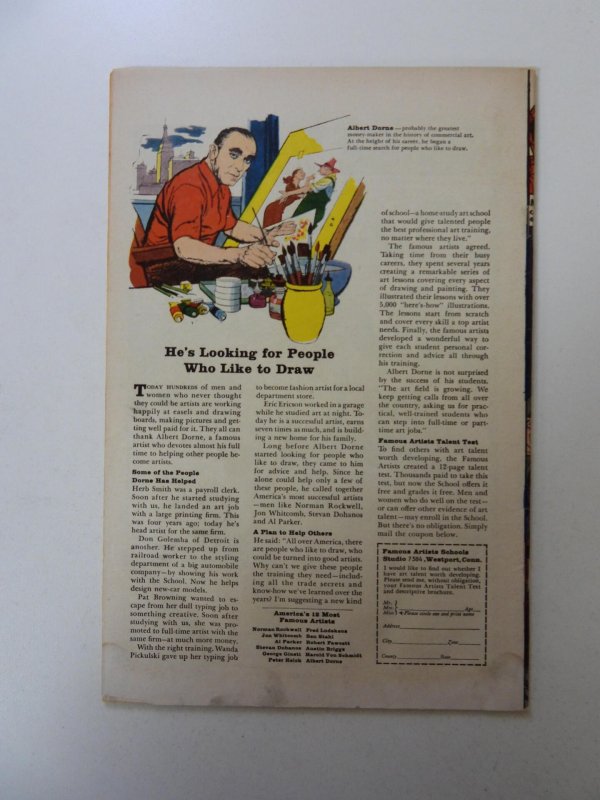 Albert Dorne—probably the greatest
money-maker in the history of commercial art.
At the height of his career, he began a
full-time search for people who like to draw.
He's Looking for People
Who Like to Draw
TODAY HUNDREDS of men and
women who never thought
they could be artists are working
happily at easels and drawing
boards, making pictures and get-
ting well paid for it. They all can
thank Albert Dorne, a famous
artist who devotes almost his full
time to helping other people be-
come artists.
Some of the People
Dorne Has Helped
Herb Smith was a payroll clerk.
Soon after he started studying
with us, he landed an art job
with a large printing firm. This
was four years ago; today he's
head artist for the same firm.
Don Golemba of Detroit is
another. He stepped up from
railroad worker to the styling
department of a big automobile
company—by showing his work
with the School. Now he helps
design new-car models.
Pat Browning wanted to es-
cape from her dull typing job to
something creative. Soon after
studying with us, she was pro-
moted to full-time artist with the
same firm—at much more money.
With the right training, Wanda
Pickulski gave up her typing job
to become fashion artist for a local
department store.
Eric Ericson worked in a garage
while he studied art at night. To-
day he is a successful artist, earns
seven times as much, and is build-
ing a new home for his family.
Long before Albert Dorne
started looking for people who
like to draw, they came to him
for advice and help. Since he
alone could help only a few of
these people, he called together
America's most successful artists
—men like Norman Rockwell,
Jon Whitcomb, Stevan Dohanos
and Al Parker.
A Plan to Help Others
He said: "All over America, there
are people who like to draw, who
could be turned into good artists.
Why can't we give these people
the training they need—includ-
ing all the trade secrets and
know-how we've learned over the
years? I'm suggesting a new kind
America's 12 Most
Famous Artists
Norman Rockwell Fred Ludekens
Jon Whitcomb Ben Stahl
Al Parker Robert Fawcett
Stevan Dohanos Austin Briggs
George Giusti Harold Von Schmidt
Peter Helck Albert Dorne
of school—a home-study art school
that would give talented people
the best professional art training,
no matter where they live."
The famous artists agreed.
Taking time from their busy
careers, they spent several years
creating a remarkable series of
art lessons covering every aspect
of drawing and painting. They
illustrated their lessons with over
5,000 "here's-how" illustrations.
The lessons start from scratch
and cover every skill a top artist
needs. Finally, the famous artists
developed a wonderful way to
give each student personal cor-
rection and advice all through
his training.
Albert Dorne is not surprised
by the success of his students.
"The art field is growing. We
keep getting calls from all over
the country, asking us for prac-
tical, well-trained students who
can step into full-time or part-
time art jobs."
Famous Artists Talent Test
To find others with art talent
worth developing, the Famous
Artists created a 12-page talent
test. Thousands paid to take this
test, but now the School offers it
free and grades it free. Men and
women who do well on the test—
or can offer other evidence of art
talent—may enroll in the School.
But there's no obligation. Simply
mail the coupon below.
Famous Artists Schools
Studio 7384, Westport, Conn.
I would like to find out whether I
have art talent worth developing.
Please send me, without obligation,
your Famous Artists Talent Test
and descriptive brochure.
Mr.
Mrs. Age
Miss Please circle one and print name
Address
City Zone
County State